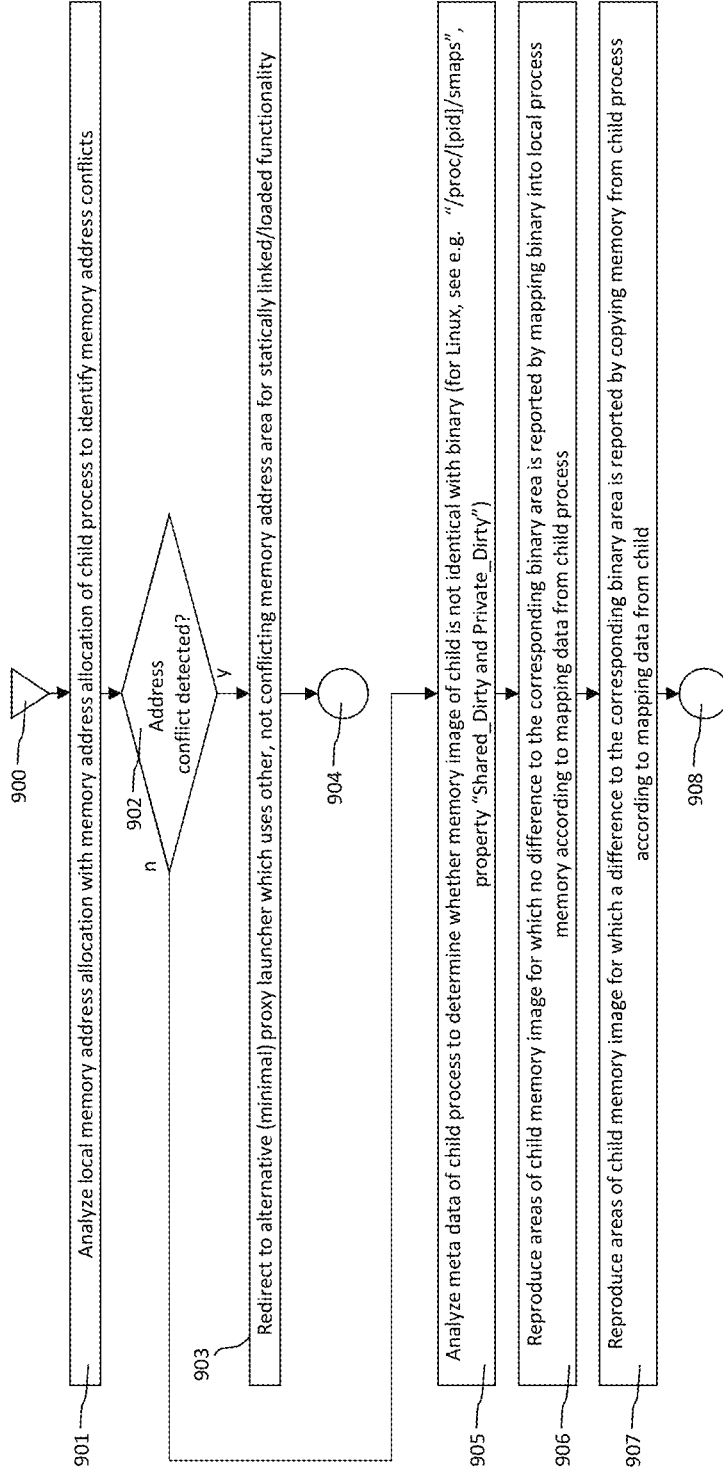 900
Analyze local memory address allocation with memory address allocation of child process to identify memory address conflicts
901
Address
conflict detected?
902
n
y
Redirect to alternative (minimal) proxy launcher which uses other, not conflicting memory address area for statically linked/loaded functionality
903
904
Analyze meta data of child process to determine whether memory image of child is not identical with binary (for Linux, see e.g. "/proc/[pid]/smaps",
property "Shared_Dirty and Private_Dirty")
905
Reproduce areas of child memory image for which no difference to the corresponding binary area is reported by mapping binary into local process
memory according to mapping data from child process
906
Reproduce areas of child memory image for which a difference to the corresponding binary area is reported by copying memory from child process
according to mapping data from child
907
908